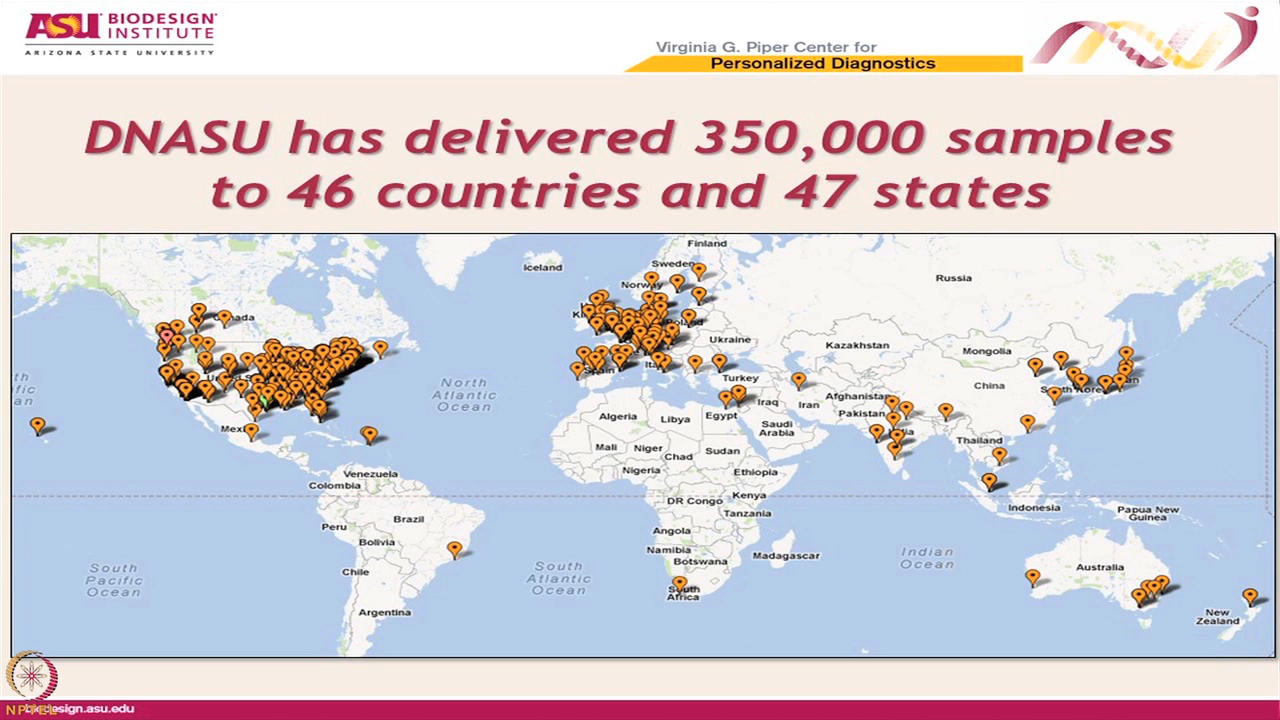 ASU BIODESIGN
INSTITUTE
ARIZONA STATE UNIVERSITY
Virginia G. Piper Center for
Personalized Diagnostics
DNASU has delivered 350,000 samples
to 46 countries and 47 states
Finland
Iceland
Sweden
Norway
Russia
Poland
Ukraine
Kazakhstan
Mongolia
Spain
Turkey
China
North
Atlantic
Ocean
Iraq
Iran
Afghanistan
Pakistan
Algeria
Libya
Egypt
Saudi
Arabia
Mali
Niger
Chad
Sudan
Thailand
Nigeria
Ethiopia
Venezuela
Colombia
DR Congo
Kenya
Tanzania
Indonesia
Papua New
Guinea
Peru
Brazil
Bolivia
Angola
Namibia
Botswana
Madagascar
Chile
South
Pacific
Ocean
South
Atlantic
Ocean
Indian
Ocean
Australia
South
Africa
Argentina
New
Zealand
NPTEL
design.asu.edu